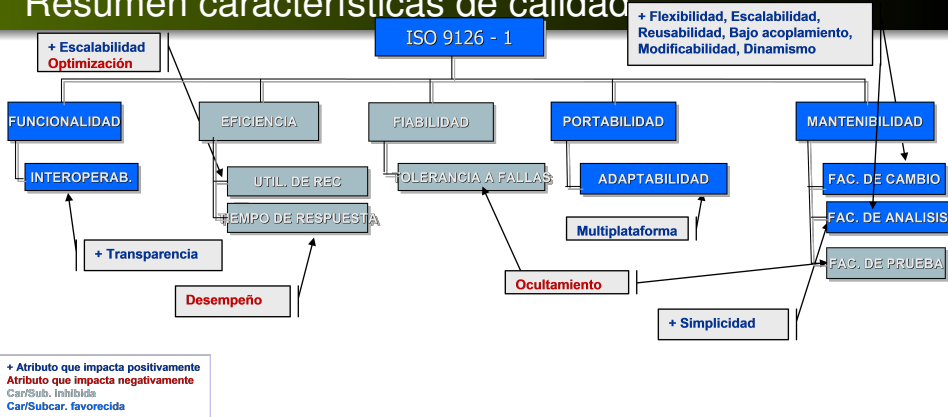 Resumen características de calidad
ISO 9126 - 1
+ Flexibilidad, Escalabilidad,
Reusabilidad, Bajo acoplamiento,
Modificabilidad, Dinamismo
+ Escalabilidad
Optimización
FUNCIONALIDAD
EFICIENCIA
FIABILIDAD
PORTABILIDAD
MANTENIBILIDAD
INTEROPERAB.
UTIL. DE REC
TOLERANCIA A FALLAS
ADAPTABILIDAD
FAC. DE CAMBIO
TIEMPO DE RESPUESTA
FAC. DE ANALISIS
Multiplataforma
+ Transparencia
FAC. DE PRUEBA
Ocultamiento
Desempeño
+ Simplicidad
+ Atributo que impacta positivamente
Atributo que impacta negativamente
Car/Sub. Inhibida
Car/Subcar. favorecida